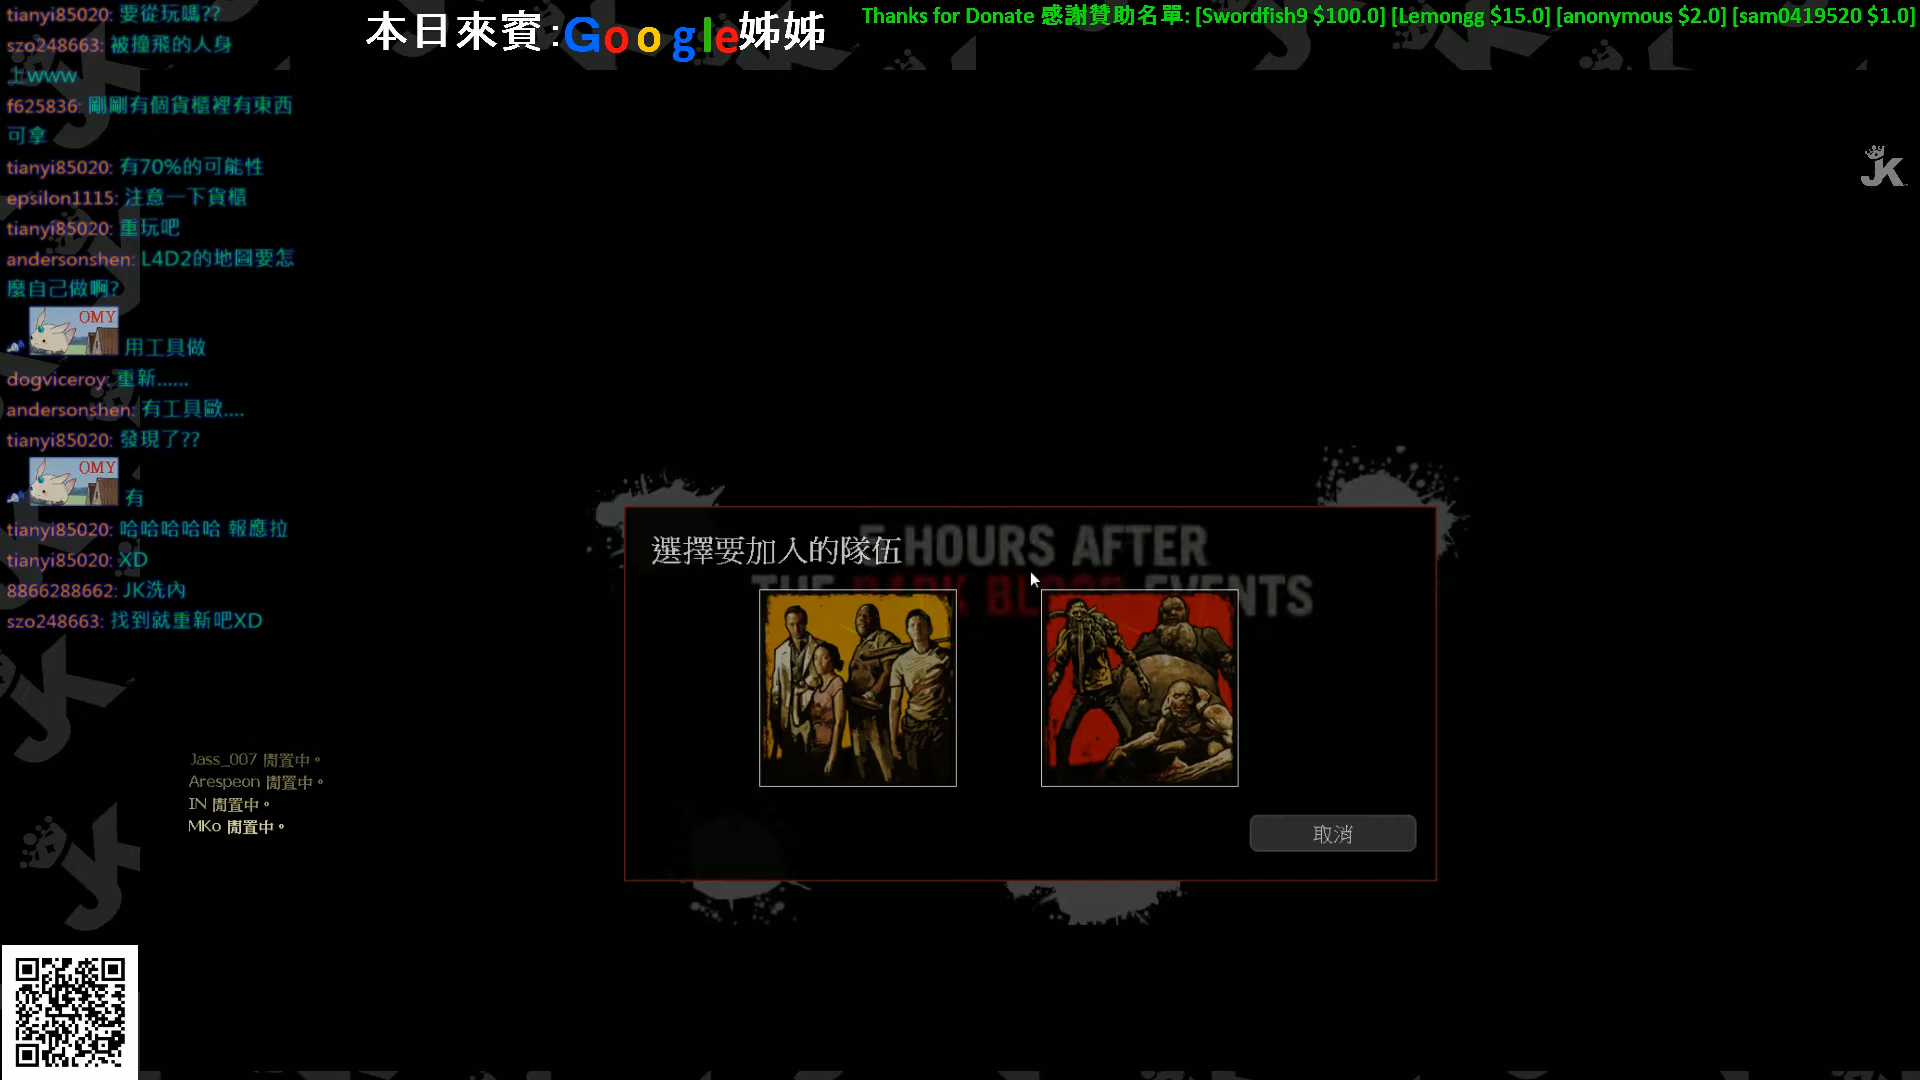 tianyi85020: 要從玩嗎??
szo248663: 被撞飛的人身
上www
f625836: 剛剛有個貨櫃裡有東西
可拿
tianyi85020: 有70%的可能性
epsilon1115: 注意一下貨櫃
tianyi85020: 重玩吧
andersonshen: L4D2的地圖要怎
麼自己做啊?
OMY
用工具做
dogviceroy: 重新......
andersonshen: 有工具歐....
tianyi85020: 發現了??
OMY
有
tianyi85020: 哈哈哈哈哈 報應拉
tianyi85020: XD
8866288662: JK洗內
szo248663: 找到就重新吧XD
本日來賓:Google姊姊
Thanks for Donate 感謝贊助名單: [Swordfish9 $100.0] [Lemongg $15.0] [anonymous $2.0] [sam0419520 $1.0]
JK
5 HOURS AFTER
THE DARK BLOOD EVENTS
選擇要加入的隊伍
取消
Jass_007 閒置中。
Arespeon 閒置中。
IN 閒置中。
MKo 閒置中。